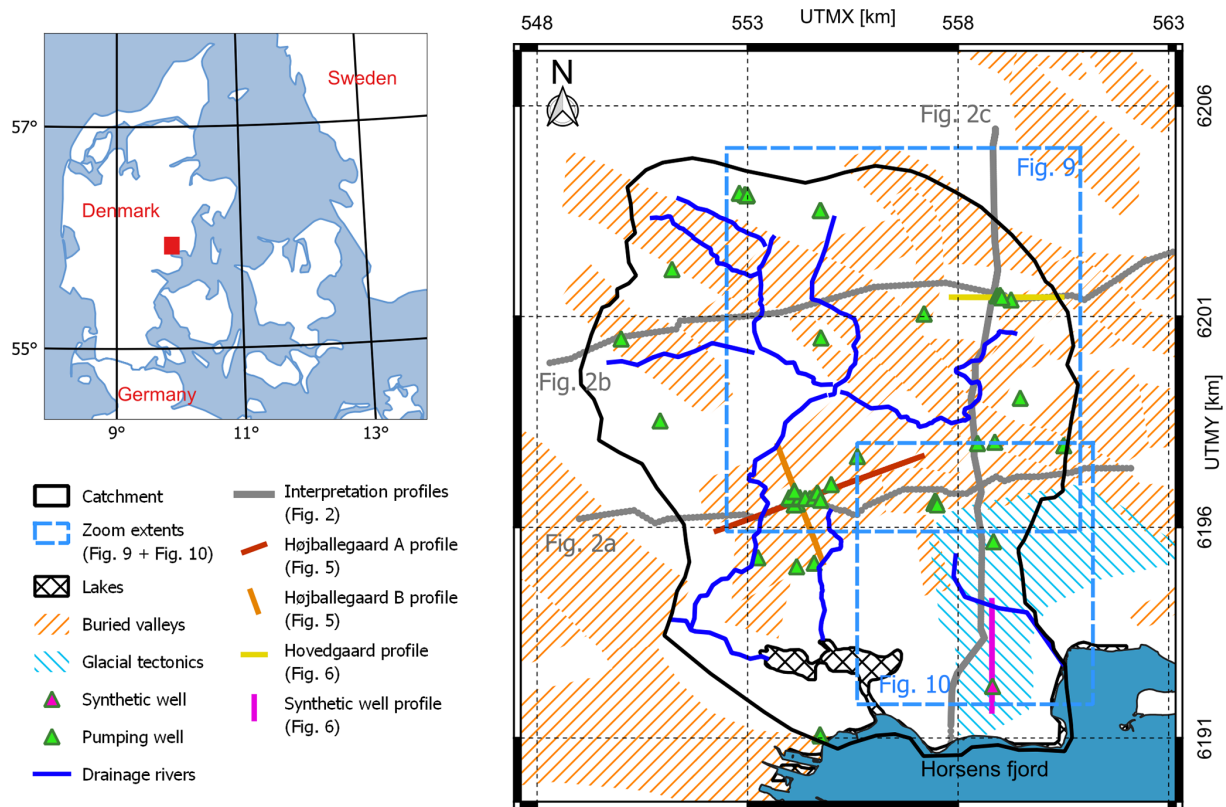 Sweden
57°
Denmark
55°
Germany
9°
11°
13°
Catchment
Zoom extents
(Fig. 9 + Fig. 10)
Lakes
Buried valleys
Glacial tectonics
Synthetic well
Pumping well
Drainage rivers
Interpretation profiles
(Fig. 2)
Højballegaard A profile
(Fig. 5)
Højballegaard B profile
(Fig. 5)
Hovedgaard profile
(Fig. 6)
Synthetic well profile
(Fig. 6)
UTMX [km]
548
553
558
563
N
Fig. 2c
6206
Fig. 9
6201
Fig. 2b
UTMY [km]
Fig. 2a
6196
Fig. 10
6191
Horsens fjord